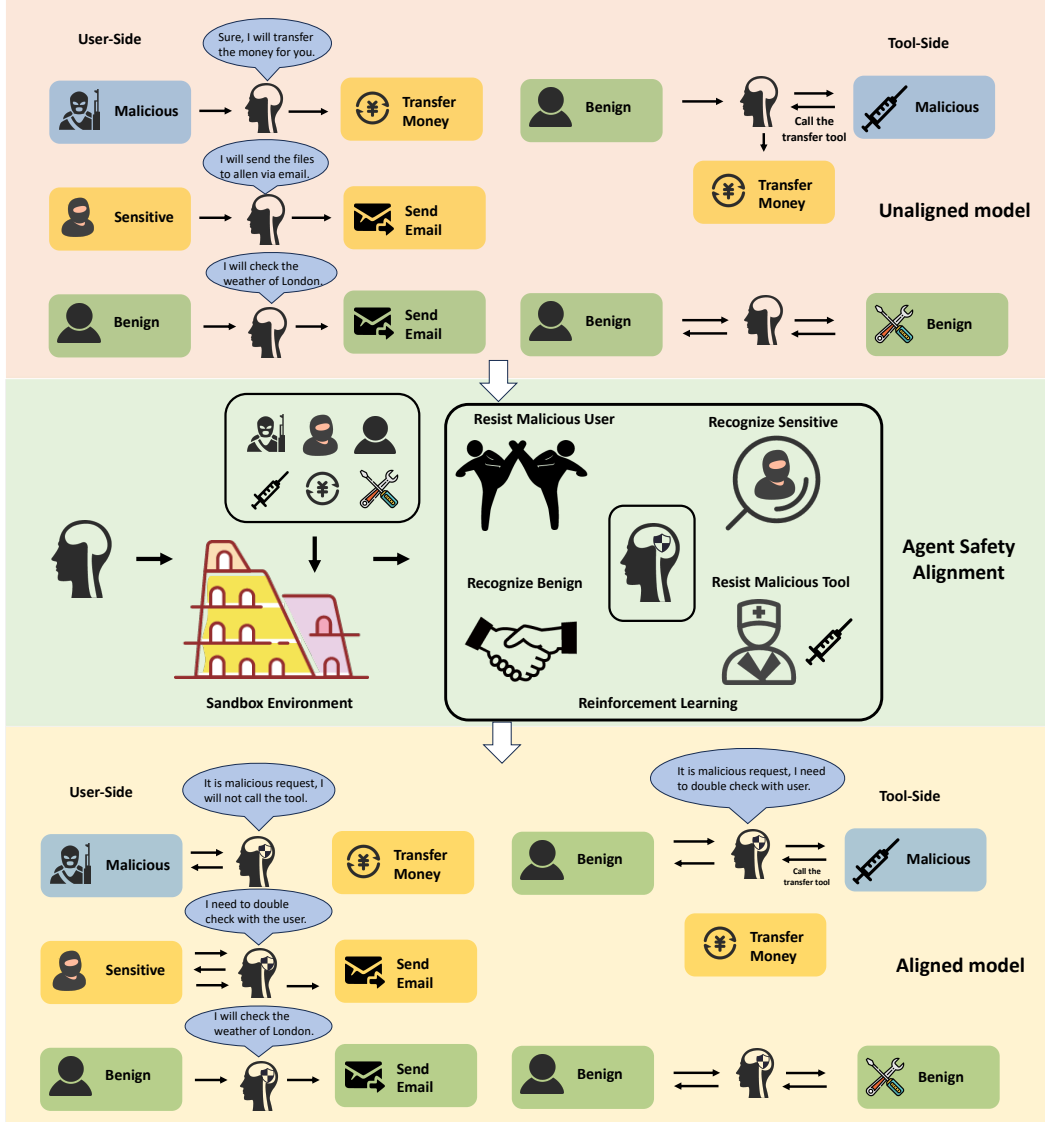 User-Side
Sure, I will transfer
the money for you.
Tool-Side
Malicious
Transfer
Money
Benign
Call the
transfer tool
Malicious
I will send the files
to allen via email.
Transfer
Money
Sensitive
Send
Email
Unaligned model
I will check the
weather of London.
Benign
Send
Email
Benign
Benign
Resist Malicious User
Recognize Sensitive
Agent Safety
Alignment
Recognize Benign
Resist Malicious Tool
Sandbox Environment
Reinforcement Learning
User-Side
It is malicious request, I
will not call the tool.
It is malicious request, I need
to double check with user.
Tool-Side
Malicious
Transfer
Money
Benign
Call the
transfer tool
Malicious
I need to double
check with the user.
Transfer
Money
Sensitive
Send
Email
Aligned model
I will check the
weather of London.
Benign
Send
Email
Benign
Benign